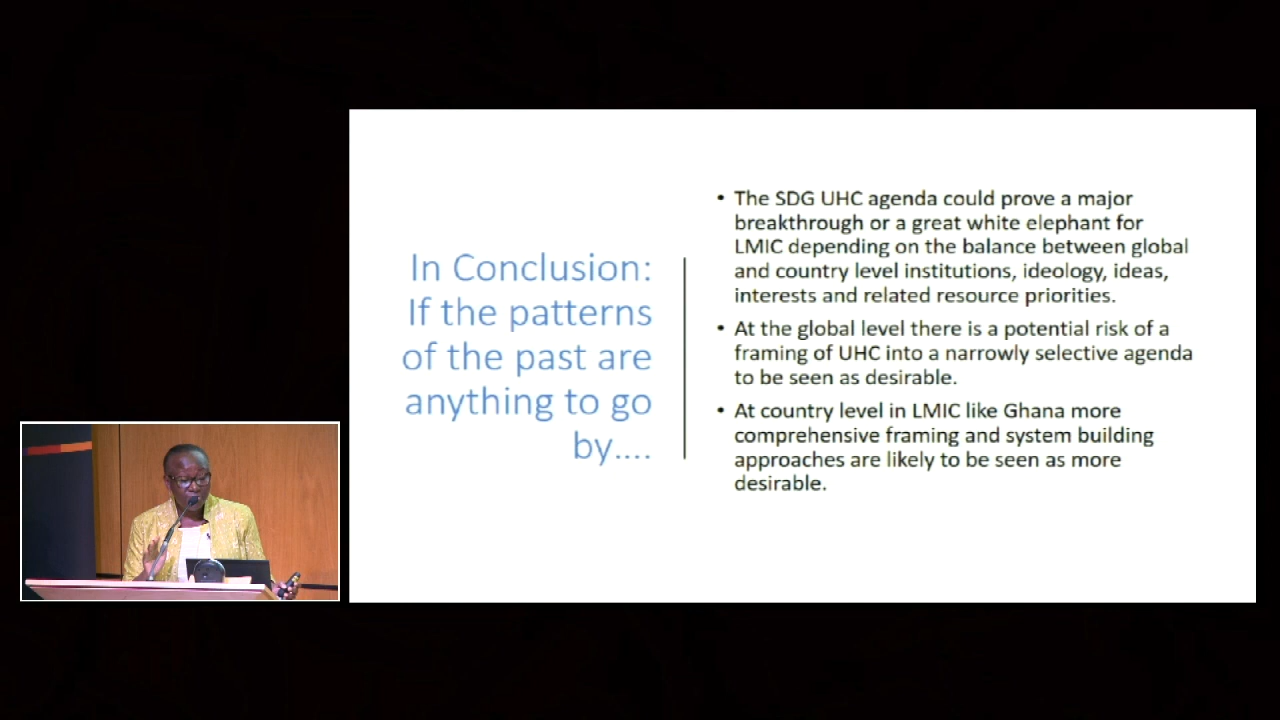 In Conclusion:
If the patterns
of the past are
anything to go
by....
• The SDG UHC agenda could prove a major
breakthrough or a great white elephant for
LMIC depending on the balance between global
and country level institutions, ideology, ideas,
interests and related resource priorities.
• At the global level there is a potential risk of a
framing of UHC into a narrowly selective agenda
to be seen as desirable.
• At country level in LMIC like Ghana more
comprehensive framing and system building
approaches are likely to be seen as more
desirable.